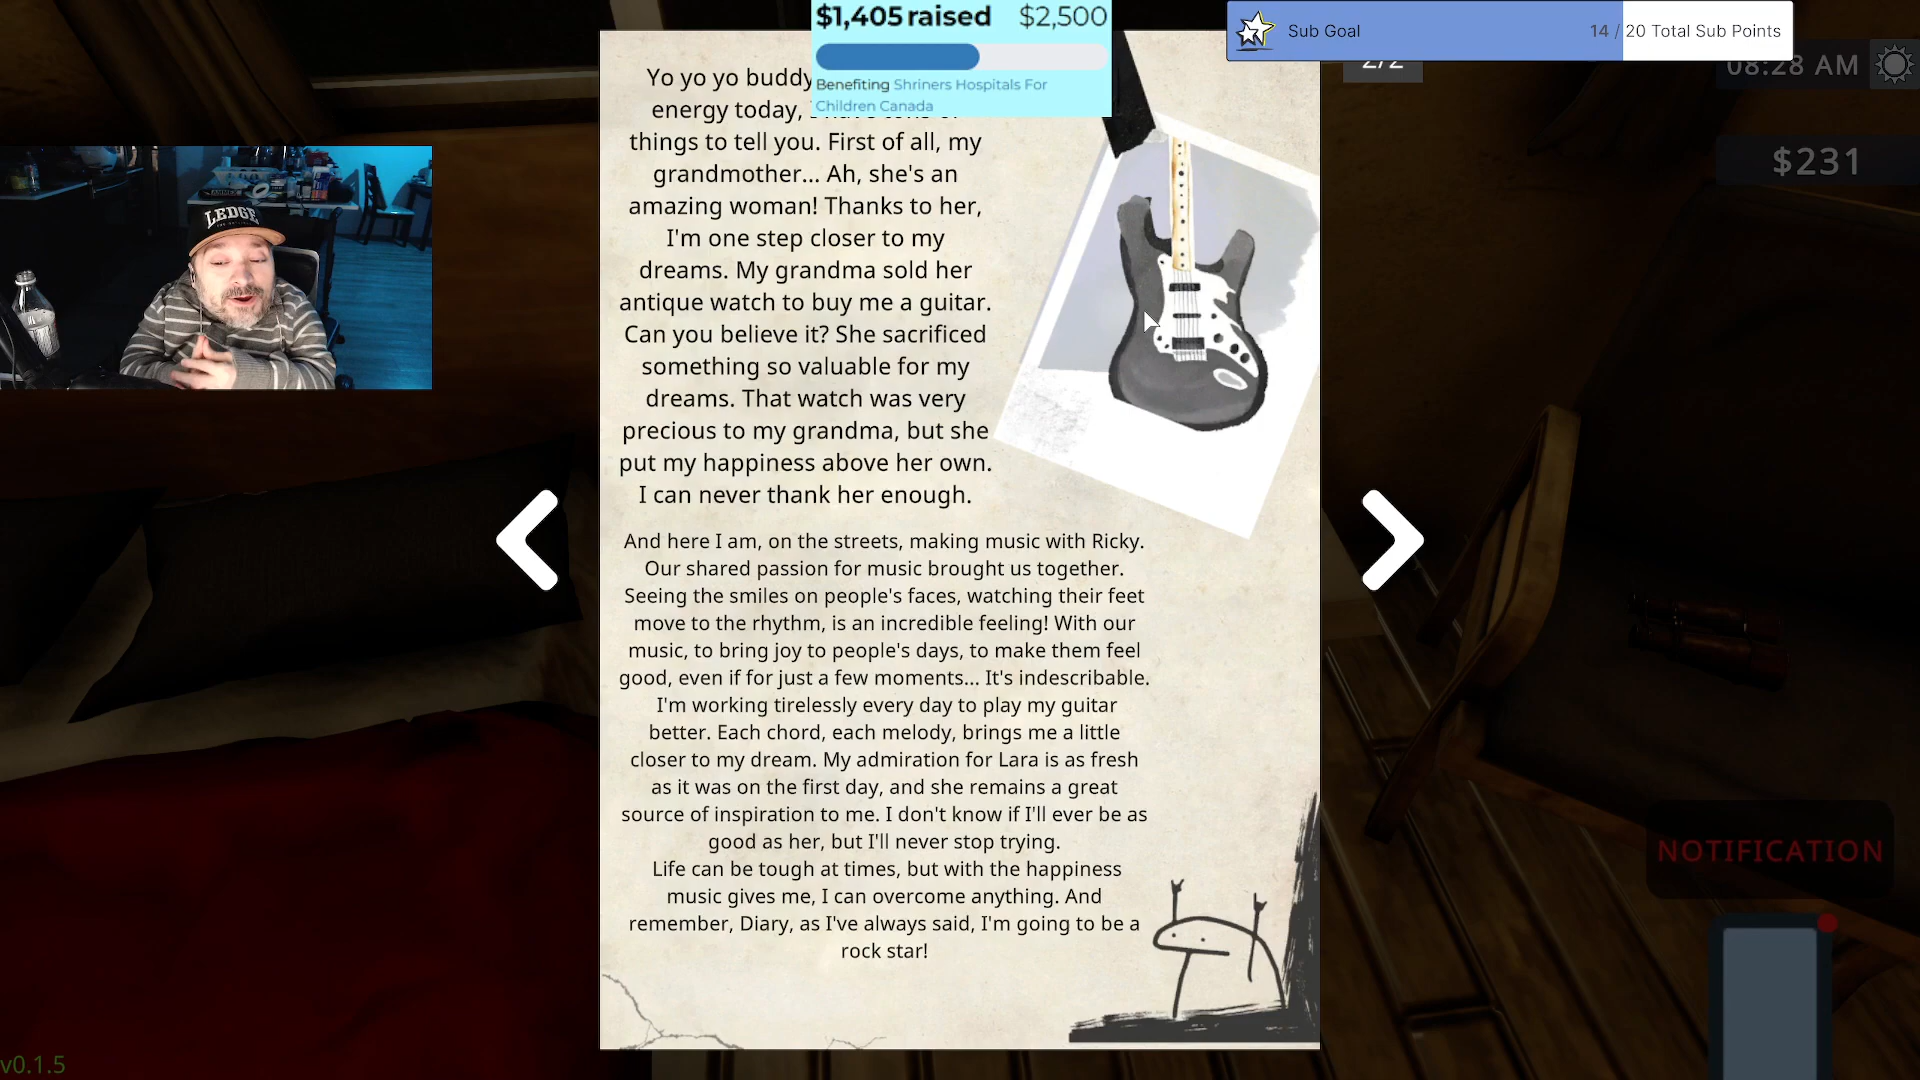 $1,405 raised $2,500
Benefiting Shriners Hospitals For
Children Canada
Sub Goal 14 / 20 Total Sub Points
2/2
08:28 AM
$231
LEDGE
Yo yo yo buddy
energy today,
things to tell you. First of all, my
grandmother... Ah, she's an
amazing woman! Thanks to her,
I'm one step closer to my
dreams. My grandma sold her
antique watch to buy me a guitar.
Can you believe it? She sacrificed
something so valuable for my
dreams. That watch was very
precious to my grandma, but she
put my happiness above her own.
I can never thank her enough.
And here I am, on the streets, making music with Ricky.
Our shared passion for music brought us together.
Seeing the smiles on people's faces, watching their feet
move to the rhythm, is an incredible feeling! With our
music, to bring joy to people's days, to make them feel
good, even if for just a few moments... It's indescribable.
I'm working tirelessly every day to play my guitar
better. Each chord, each melody, brings me a little
closer to my dream. My admiration for Lara is as fresh
as it was on the first day, and she remains a great
source of inspiration to me. I don't know if I'll ever be as
good as her, but I'll never stop trying.
Life can be tough at times, but with the happiness
music gives me, I can overcome anything. And
remember, Diary, as I've always said, I'm going to be a
rock star!
NOTIFICATION
v0.1.5